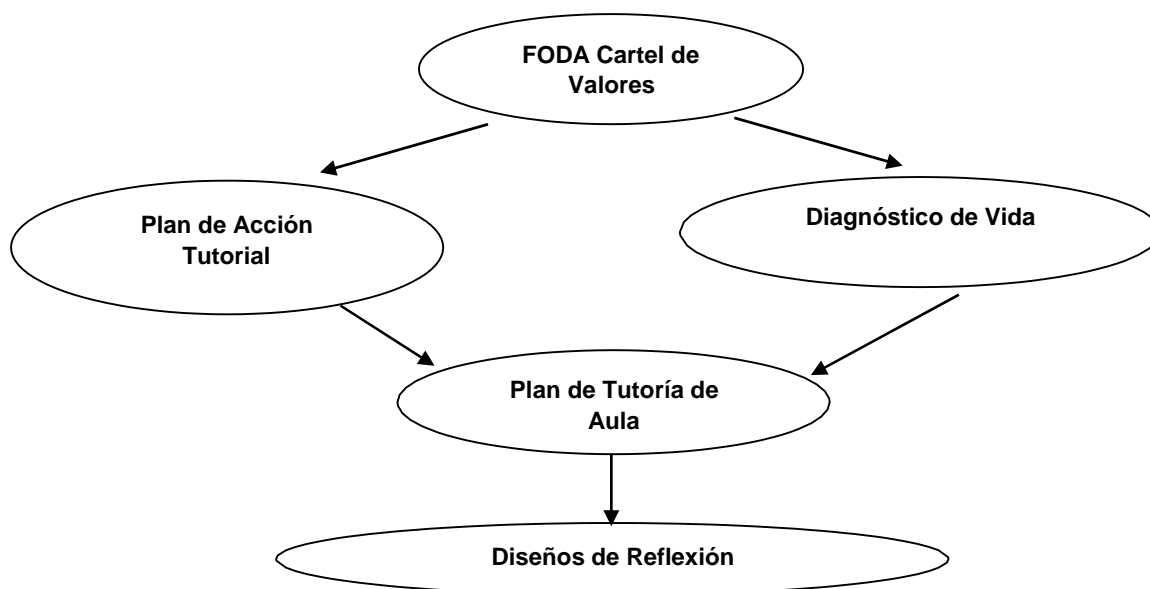 FODA Cartel de
Valores
Plan de Acción
Tutorial
Diagnóstico de Vida
Plan de Tutoría de
Aula
Diseños de Reflexión